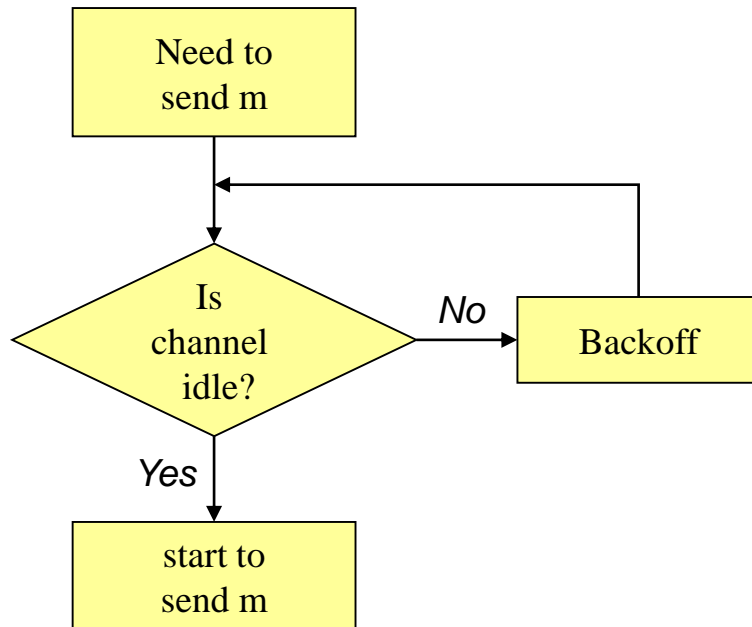 Need to
send m
Is
channel
idle?
No
Backoff
Yes
start to
send m